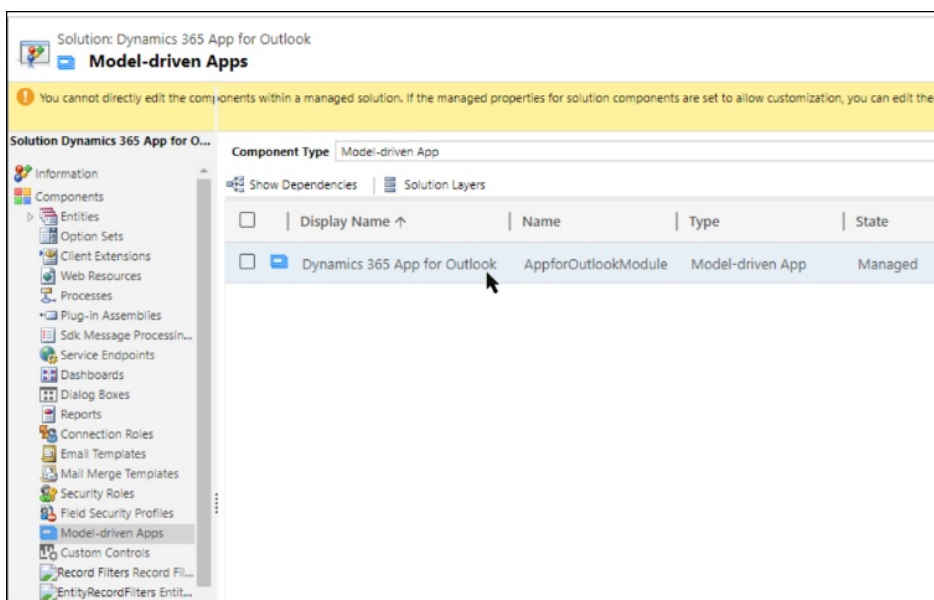 Solution: Dynamics 365 App for Outlook
Model-driven Apps
You cannot directly edit the components within a managed solution. If the managed properties for solution components are set to allow customization, you can edit the
Solution Dynamics 365 App for O...
Component Type Model-driven App
Information
Show Dependencies Solution Layers
Components
Entities
Display Name ↑ Name Type State
Option Sets
Client Extensions
Dynamics 365 App for Outlook AppforOutlookModule Model-driven App Managed
Web Resources
Processes
Plug-in Assemblies
Sdk Message Processin...
Service Endpoints
Dashboards
Dialog Boxes
Reports
Connection Roles
Email Templates
Mail Merge Templates
Security Roles
Field Security Profiles
Model-driven Apps
Custom Controls
Record Filters Record Fil...
EntityRecordFilters Entit...